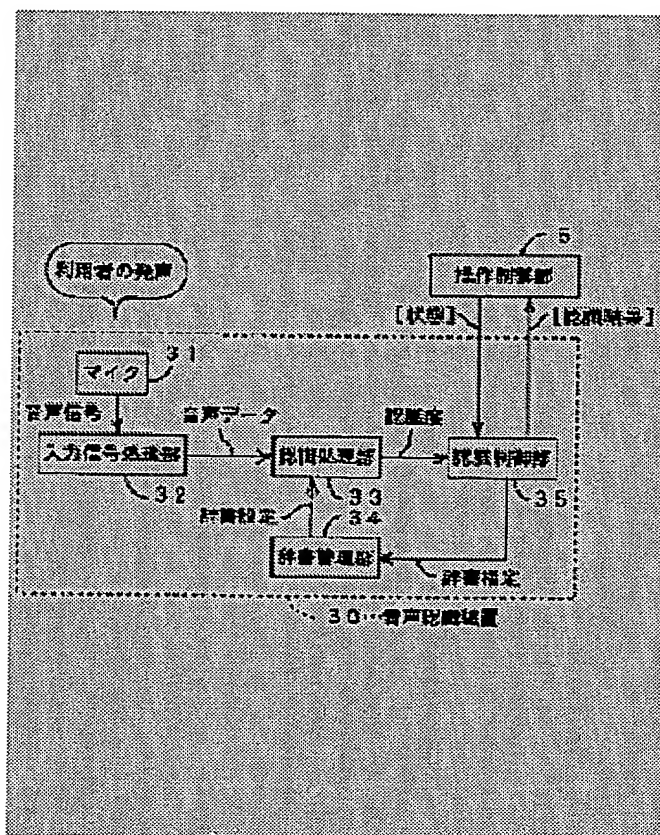 5
操作制御部
利用者の発声
[状態]
[認識結果]
31
マイク
音声信号
音声データ
認識度
入力信号処理部
認識処理部
認識制御部
32
33
35
辞書設定
34
辞書管理部
辞書指定
30…音声認識装置